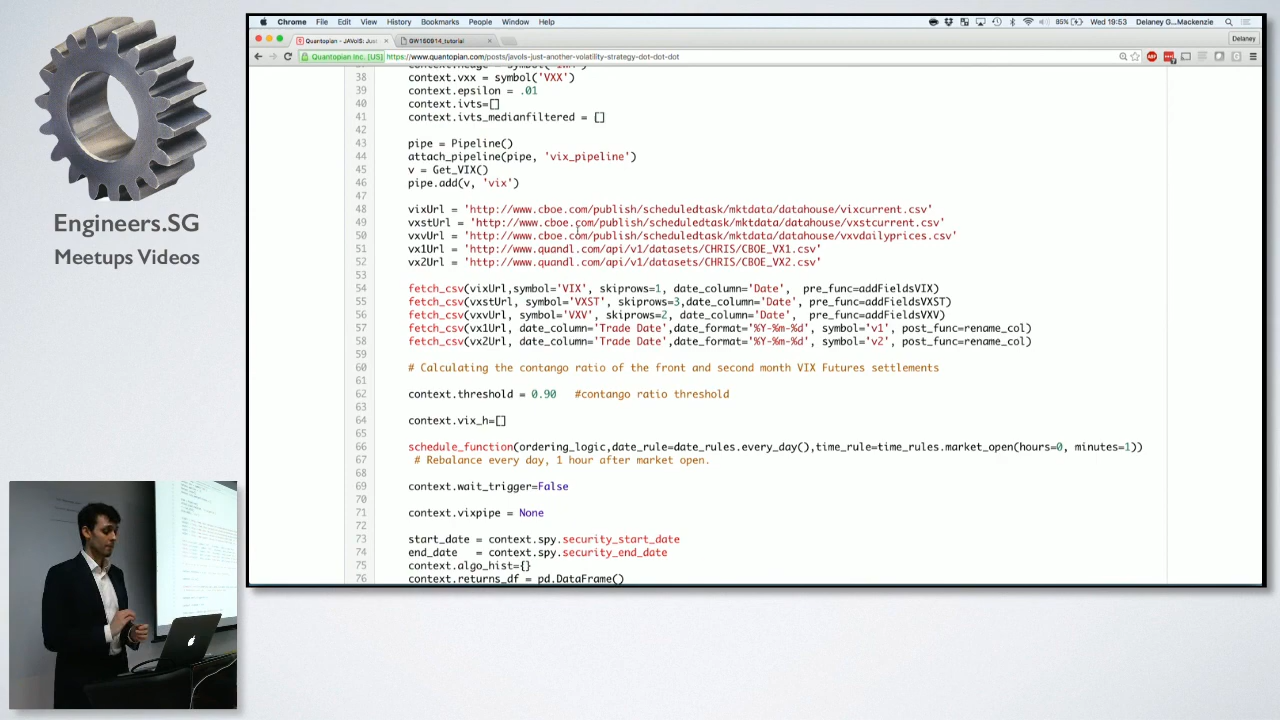 Engineers.SG
Meetups Videos
Chrome File Edit View History Bookmarks People Window Help
85% Wed 19:53 Delaney G...Mackenzie
Quantopian - JAVolS: Just
GW150914_tutorial
Delaney
Quantopian Inc. [US] https://www.quantopian.com/posts/javols-just-another-volatility-strategy-dot-dot-dot
38 context.vxx = symbol('VXX')
39 context.epsilon = .01
40 context.ivts=[]
41 context.ivts_medianfiltered = []
42
43 pipe = Pipeline()
44 attach_pipeline(pipe, 'vix_pipeline')
45 v = Get_VIX()
46 pipe.add(v, 'vix')
47
48 vixUrl = 'http://www.cboe.com/publish/scheduledtask/mktdata/datahouse/vixcurrent.csv'
49 vxstUrl = 'http://www.cboe.com/publish/scheduledtask/mktdata/datahouse/vxstcurrent.csv'
50 vxvUrl = 'http://www.cboe.com/publish/scheduledtask/mktdata/datahouse/vxvdailyprices.csv'
51 vx1Url = 'http://www.quandl.com/api/v1/datasets/CHRIS/CBOE_VX1.csv'
52 vx2Url = 'http://www.quandl.com/api/v1/datasets/CHRIS/CBOE_VX2.csv'
53
54 fetch_csv(vixUrl,symbol='VIX', skiprows=1, date_column='Date', pre_func=addFieldsVIX)
55 fetch_csv(vxstUrl, symbol='VXST', skiprows=3,date_column='Date', pre_func=addFieldsVXST)
56 fetch_csv(vxvUrl, symbol='VXV', skiprows=2, date_column='Date', pre_func=addFieldsVXV)
57 fetch_csv(vx1Url, date_column='Trade Date',date_format='%Y-%m-%d', symbol='v1', post_func=rename_col)
58 fetch_csv(vx2Url, date_column='Trade Date',date_format='%Y-%m-%d', symbol='v2', post_func=rename_col)
59
60 # Calculating the contango ratio of the front and second month VIX Futures settlements
61
62 context.threshold = 0.90 #contango ratio threshold
63
64 context.vix_h=[]
65
66 schedule_function(ordering_logic,date_rule=date_rules.every_day(),time_rule=time_rules.market_open(hours=0, minutes=1))
67 # Rebalance every day, 1 hour after market open.
68
69 context.wait_trigger=False
70
71 context.vixpipe = None
72
73 start_date = context.spy.security_start_date
74 end_date = context.spy.security_end_date
75 context.algo_hist={}
76 context.returns_df = pd.DataFrame()